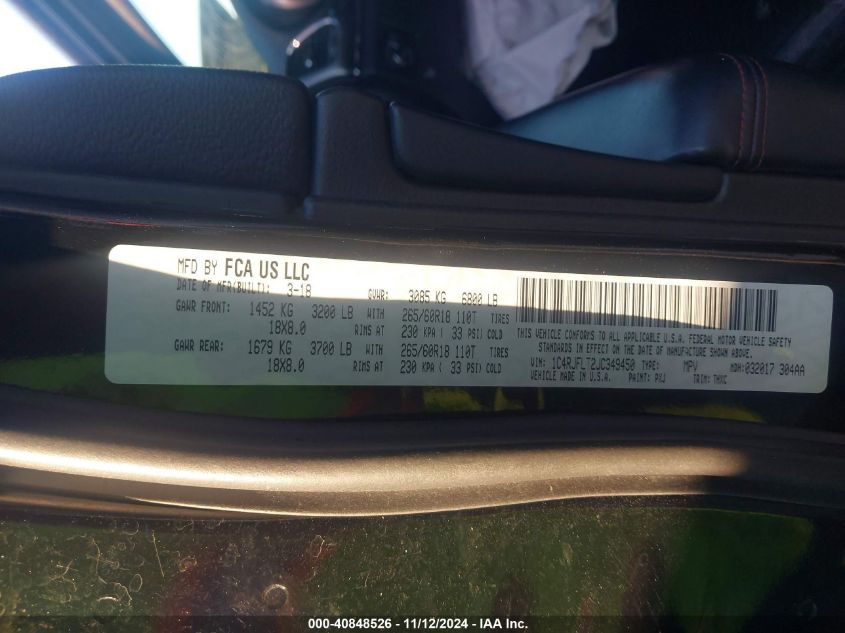 MFD BY FCA US LLC
DATE OF MFR(BUILT): 3-18 GVWR: 3085 KG 6800 LB
GAWR FRONT: 1452 KG 3200 LB WITH 265/60R18 110T TIRES
18X8.0 RIMS AT 230 KPA ( 33 PSI) COLD
GAWR REAR: 1679 KG 3700 LB WITH 265/60R18 110T TIRES
18X8.0 RIMS AT 230 KPA ( 33 PSI) COLD
THIS VEHICLE CONFORMS TO ALL APPLICABLE U.S.A. FEDERAL MOTOR VEHICLE SAFETY
STANDARDS IN EFFECT ON THE DATE OF MANUFACTURE SHOWN ABOVE.
VIN: 1C4RJFLT2JC349450 TYPE: MPV MDH:032017 304AA
VEHICLE MADE IN U.S.A. PAINT: PXJ TRIM: THXC
000-40848526 - 11/12/2024 - IAA Inc.